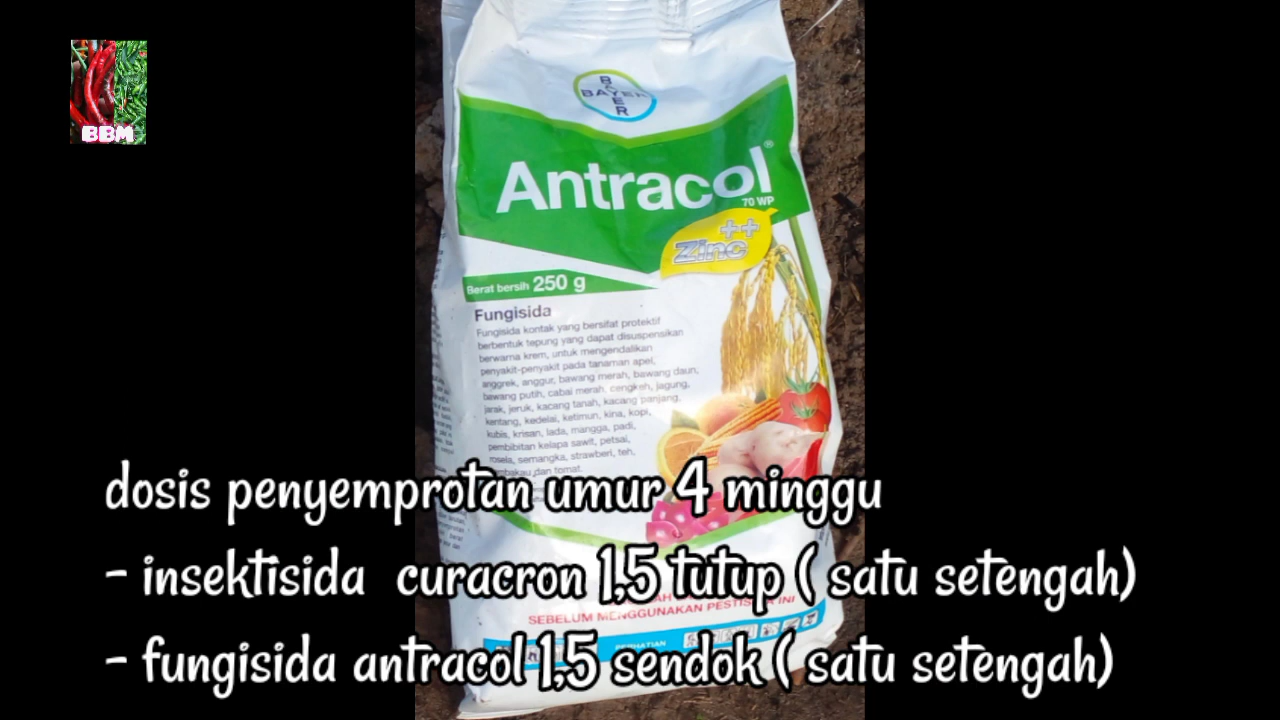 BBM
BAYER
BAYER
Antracol®
70 WP
Zinc++
Berat bersih 250 g
Fungisida
Fungisida kontak yang bersifat protektif
berbentuk tepung yang dapat disuspensikan
berwarna krem, untuk mengendalikan
penyakit-penyakit pada tanaman apel,
anggrek, anggur, bawang merah, bawang daun,
bawang putih, cabai merah, cengkeh, jagung,
jarak, jeruk, kacang tanah, kacang panjang,
kentang, kedelai, ketimun, kina, kopi,
kubis, krisan, lada, mangga, padi,
pembibitan kelapa sawit, petsai,
rosela, semangka, strawberi, teh,
dan tomat.
dosis penyemprotan umur 4 minggu
- insektisida curacron 1,5 tutup ( satu setengah)
SEBELUM MENGGUNAKAN INI
PERHATIAN
- fungisida antracol 1,5 sendok ( satu setengah)